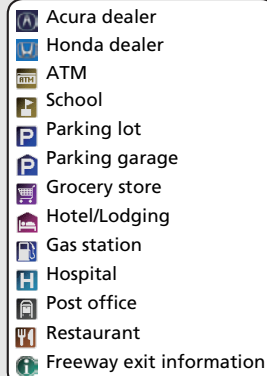 Acura dealer
Honda dealer
ATM ATM
School
P Parking lot
P Parking garage
Grocery store
Hotel/Lodging
Gas station
H Hospital
Post office
Restaurant
i Freeway exit information